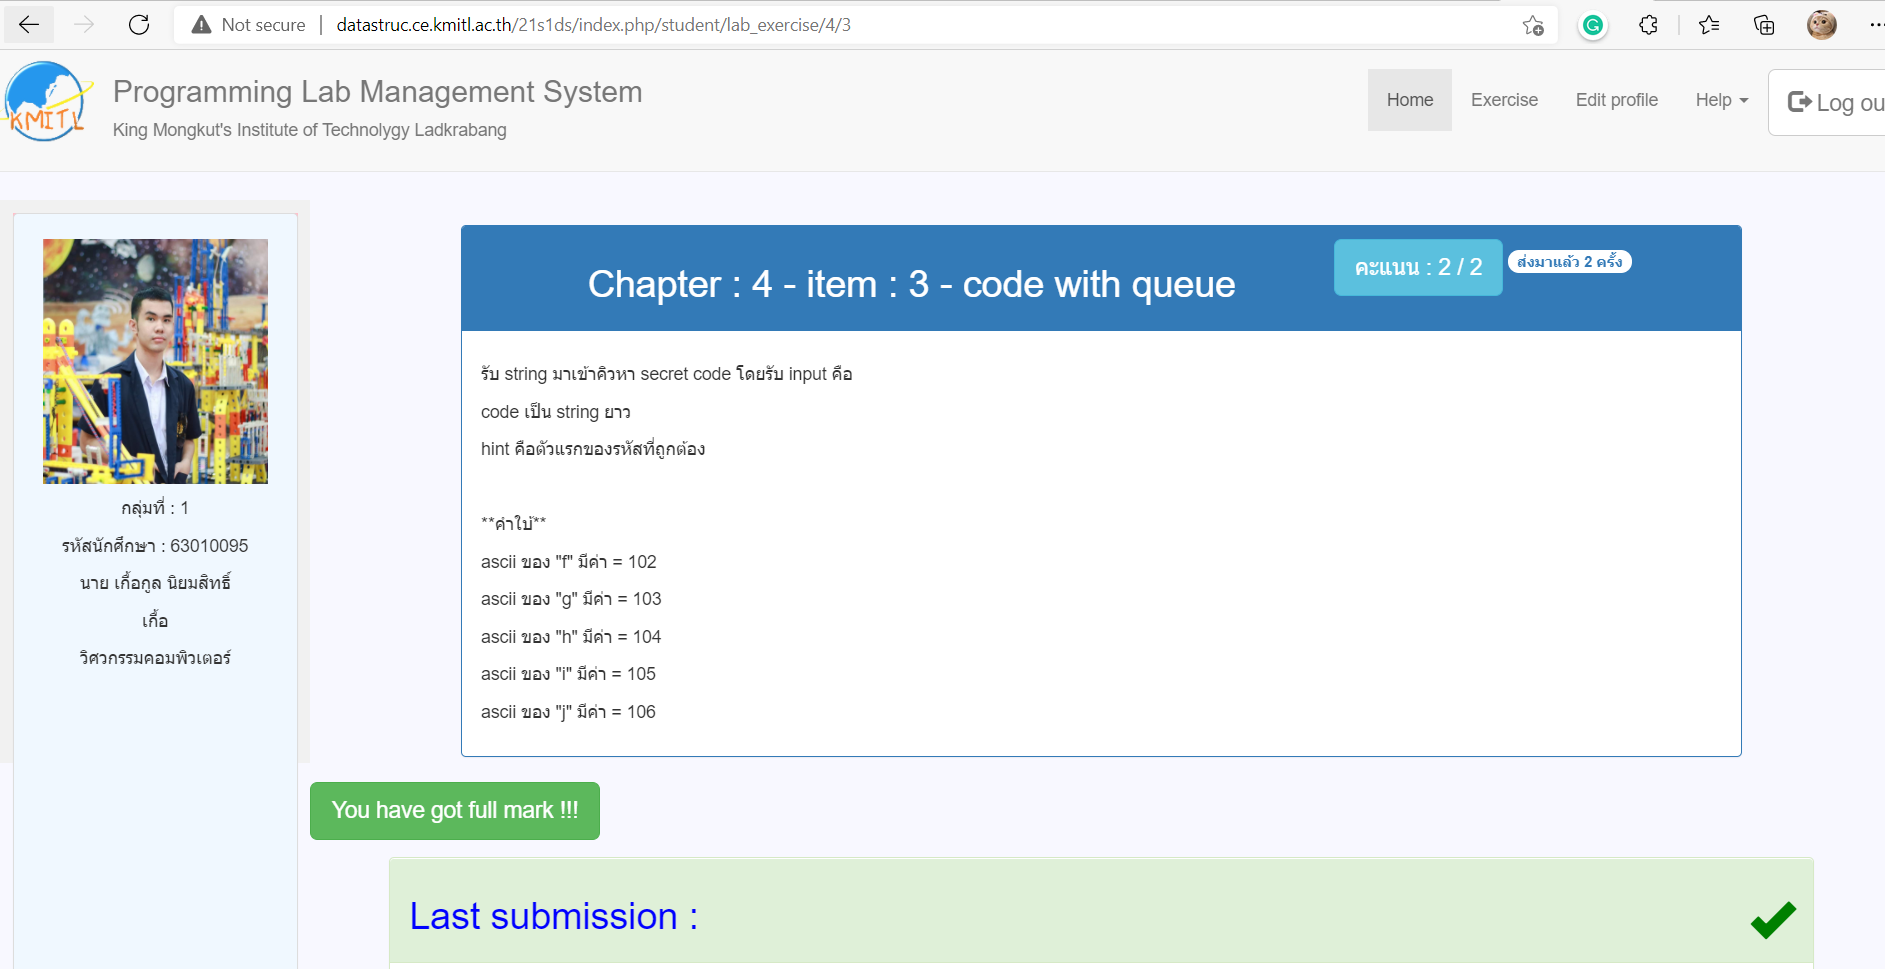 Not secure | datastruc.ce.kmitl.ac.th/21s1ds/index.php/student/lab_exercise/4/3
KMITL
Programming Lab Management System
King Mongkut's Institute of Technolygy Ladkrabang
Home Exercise Edit profile Help Log ou
กลุ่มที่ : 1
รหัสนักศึกษา : 63010095
นาย เกื้อกูล นิยมสิทธิ์
เกื้อ
วิศวกรรมคอมพิวเตอร์
Chapter : 4 - item : 3 - code with queue
คะแนน : 2 / 2
ส่งมาแล้ว 2 ครั้ง
รับ string มาเข้าคิวหา secret code โดยรับ input คือ
code เป็น string ยาว
hint คือตัวแรกของรหัสที่ถูกต้อง
**คำใบ้**
ascii ของ "f" มีค่า = 102
ascii ของ "g" มีค่า = 103
ascii ของ "h" มีค่า = 104
ascii ของ "i" มีค่า = 105
ascii ของ "j" มีค่า = 106
You have got full mark !!!
Last submission :